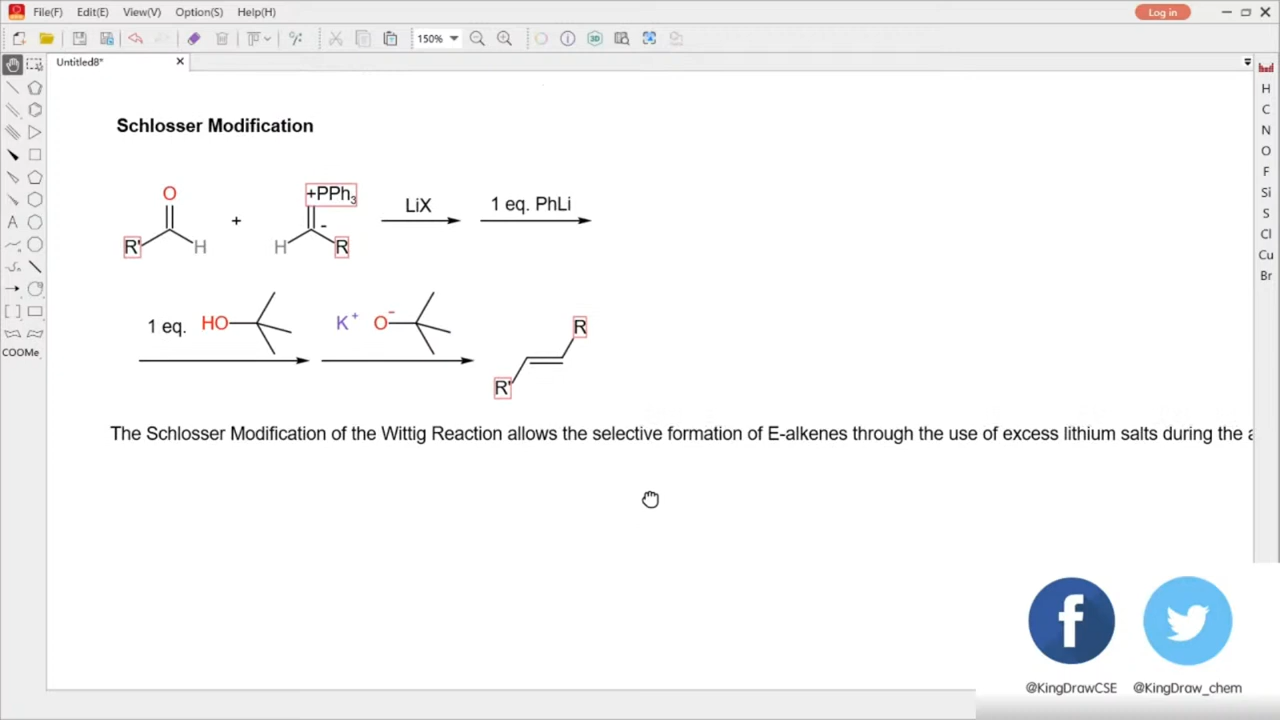 File(F) Edit(E) View(V) Option(S) Help(H) Log in
150% 3D
Untitled8*
Schlosser Modification
O
R' H + +PPh3 - H R LiX 1 eq. PhLi
1 eq. HO K+ O− R
R'
The Schlosser Modification of the Wittig Reaction allows the selective formation of E-alkenes through the use of excess lithium salts during the a
A
COOMe
H
C
N
O
F
Si
S
Cl
Cu
Br
f
@KingDrawCSE @KingDraw_chem